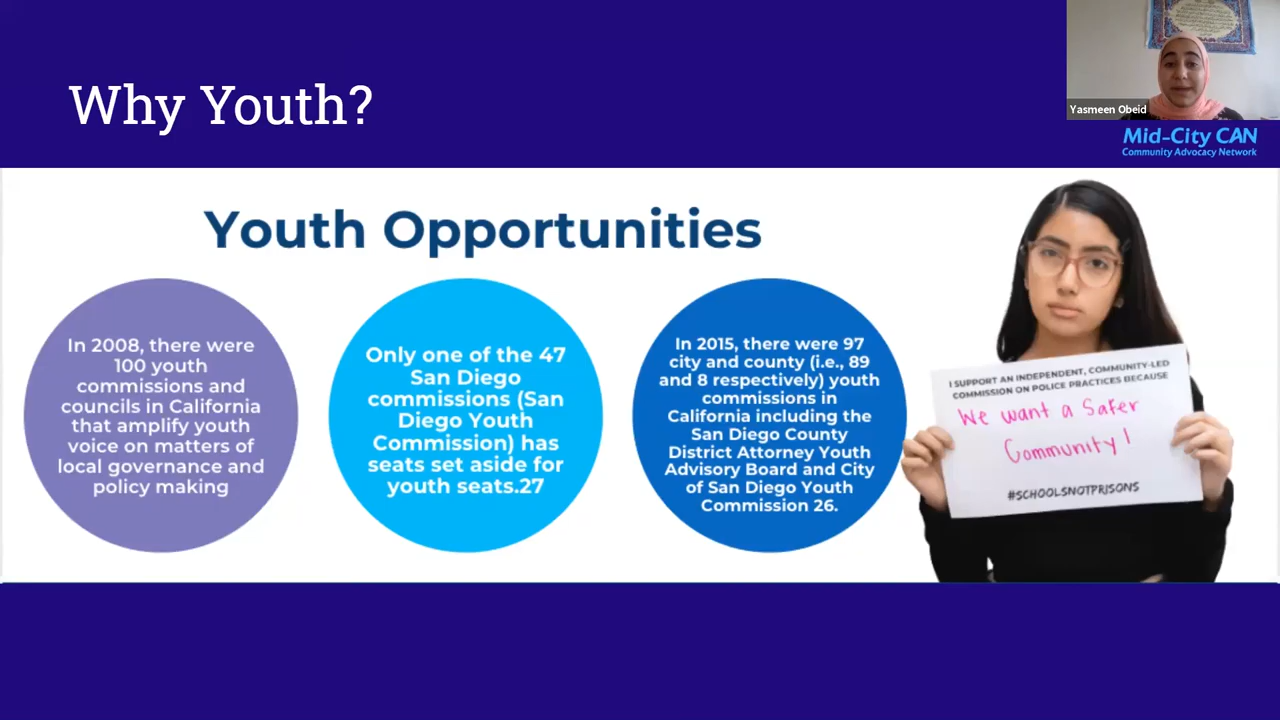 Why Youth?
Yasmeen Obeid
Mid-City CAN
Community Advocacy Network
Youth Opportunities
In 2008, there were
100 youth
commissions and
councils in California
that amplify youth
voice on matters of
local governance and
policy making
Only one of the 47
San Diego
commissions (San
Diego Youth
Commission) has
seats set aside for
youth seats.27
In 2015, there were 97
city and county (i.e., 89
and 8 respectively) youth
commissions in
California including the
San Diego County
District Attorney Youth
Advisory Board and City
of San Diego Youth
Commission 26.
I SUPPORT AN INDEPENDENT, COMMUNITY-LED
COMMISSION ON POLICE PRACTICES BECAUSE
We want a Safer
Community!
#SCHOOLSNOTPRISONS